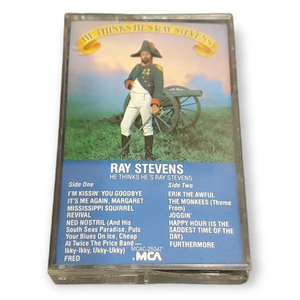 HE THINKS HE'S RAY STEVENS
RAY STEVENS
HE THINKS HE'S RAY STEVENS
Side One
I'M KISSIN' YOU GOODBYE
IT'S ME AGAIN, MARGARET
MISSISSIPPI SQUIRREL
REVIVAL
NED NOSTRIL (And His
South Seas Paradise, Puts
Your Blues On Ice, Cheap
At Twice The Price Band—
Ikky-Ikky, Ukky-Ukky)
FRED
Side Two
ERIK THE AWFUL
THE MONKEES (Theme
From)
JOGGIN'
HAPPY HOUR (IS THE
SADDEST TIME OF THE
DAY)
FURTHERMORE
MCAC-25047
MCA